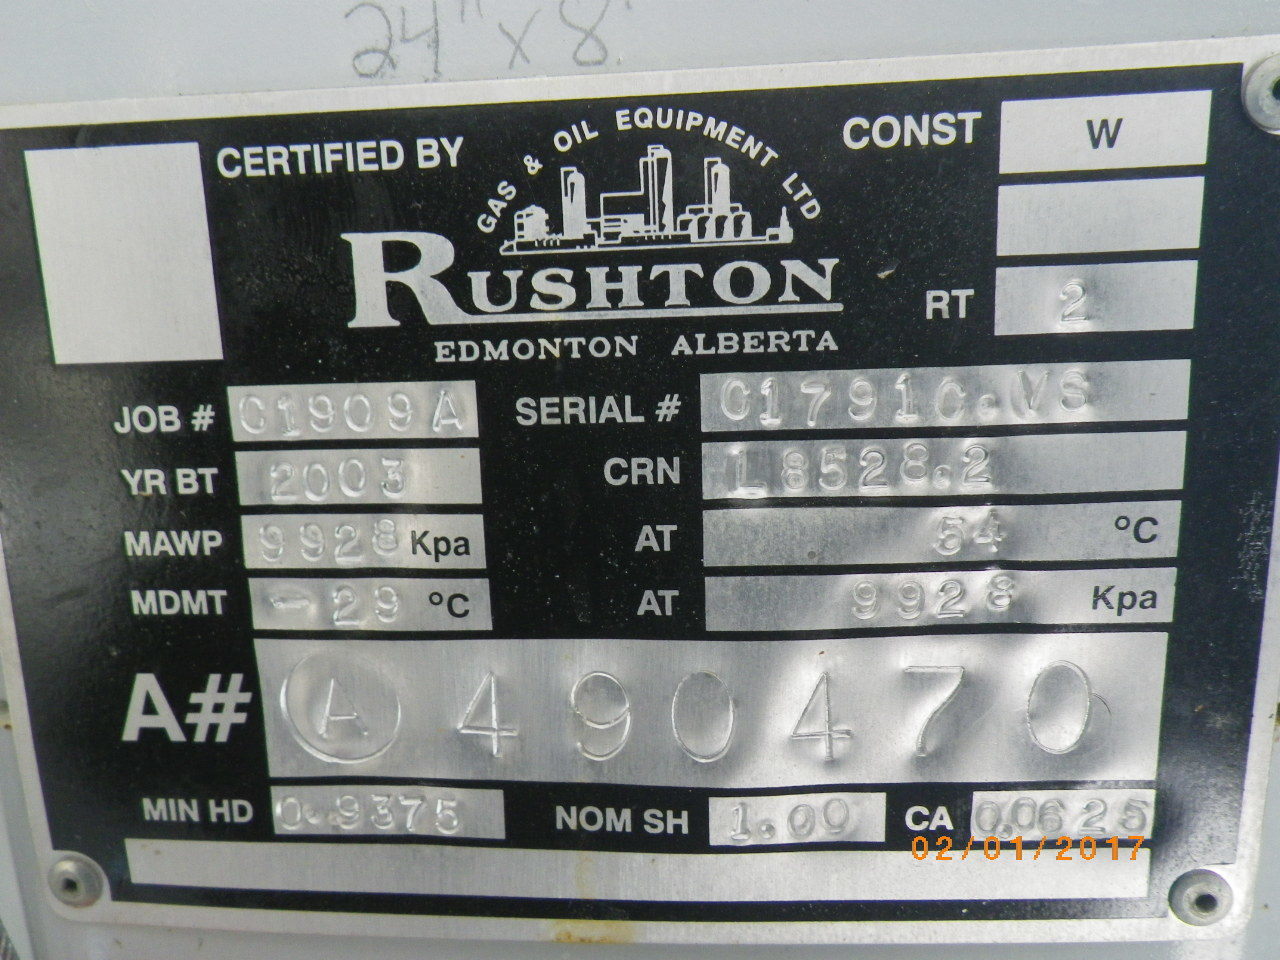 24" x 8'
CERTIFIED BY
GAS & OIL EQUIPMENT LTD
RUSHTON
EDMONTON ALBERTA
CONST W
RT 2
JOB # C1909A SERIAL # C1791C.VS
YR BT 2003 CRN L8528.2
MAWP 9928 Kpa AT 54 °C
MDMT -29 °C AT 9928 Kpa
A# A 490470
MIN HD 0.9375 NOM SH 1.00 CA 0.0625
02/01/2017